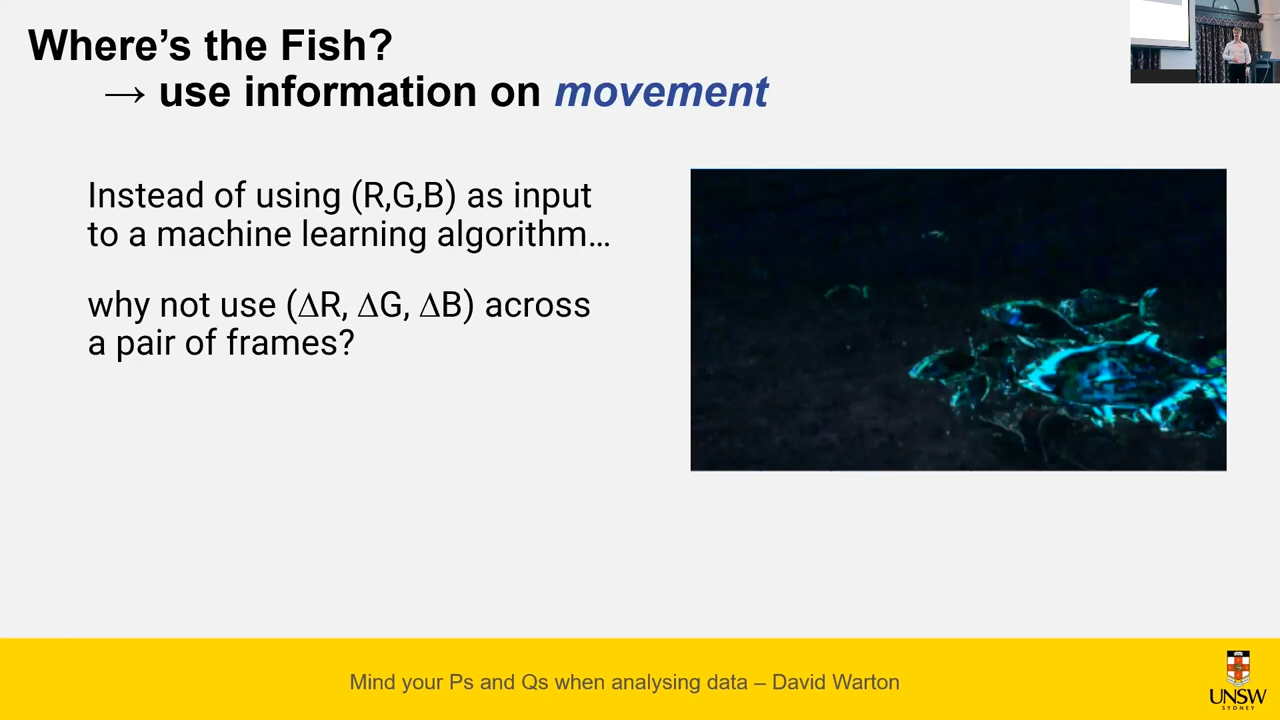 Where’s the Fish?
→ use information on movement
Instead of using (R,G,B) as input
to a machine learning algorithm…
why not use (ΔR, ΔG, ΔB) across
a pair of frames?
Mind your Ps and Qs when analysing data – David Warton
UNSW
SYDNEY